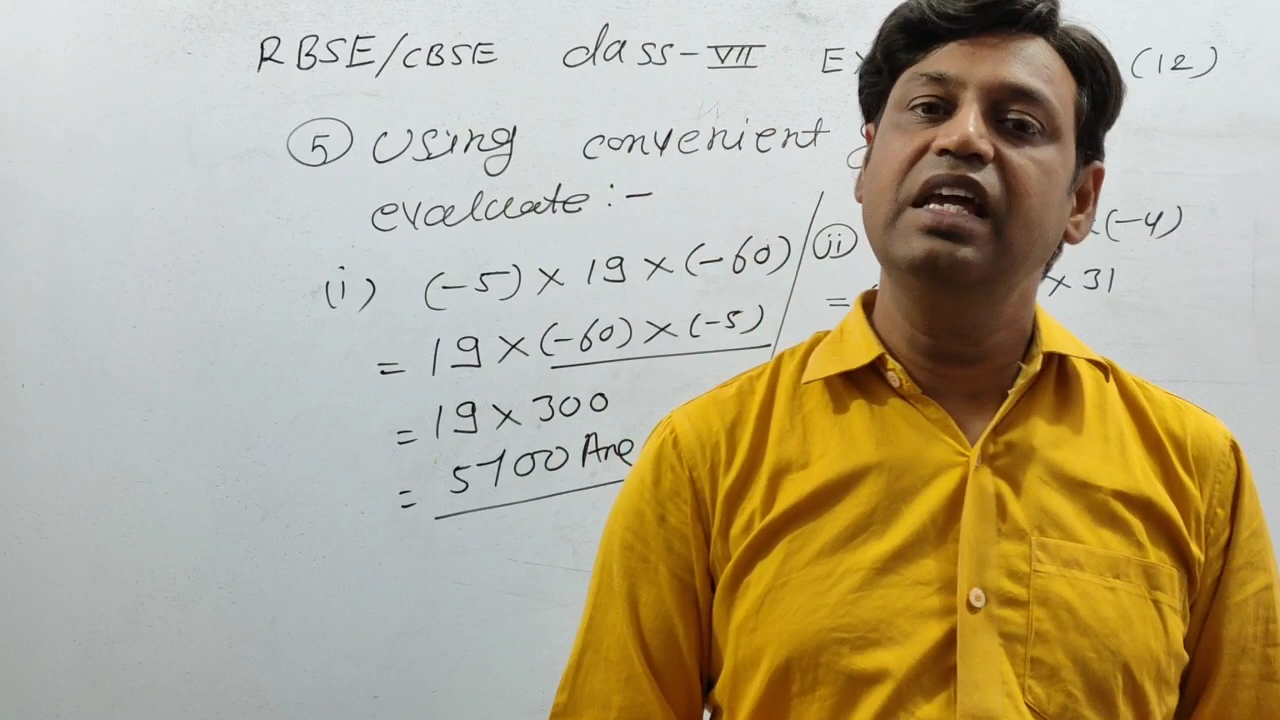 RBSE/CBSE class-VII (12)
5 Using convenient
evaluate:-
(i) (-5) × 19 × (-60)
= 19 × (-60) × (-5)
= 19 × 300
= 5700 Ans
(ii) (-4)
= × 31